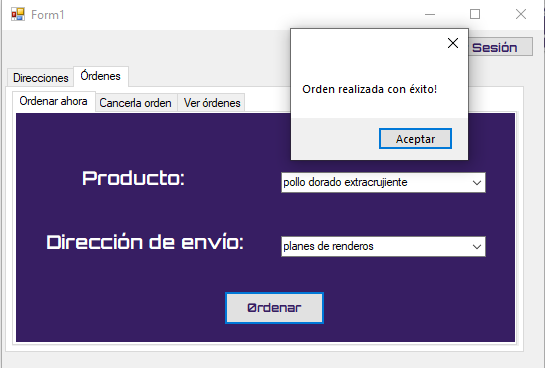 Form1
Sesión
Direcciones
Órdenes
Ordenar ahora
Cancerla orden
Ver órdenes
Orden realizada con éxito!
Aceptar
Producto:
pollo dorado extracrujiente
Dirección de envío:
planes de renderos
Ordenar